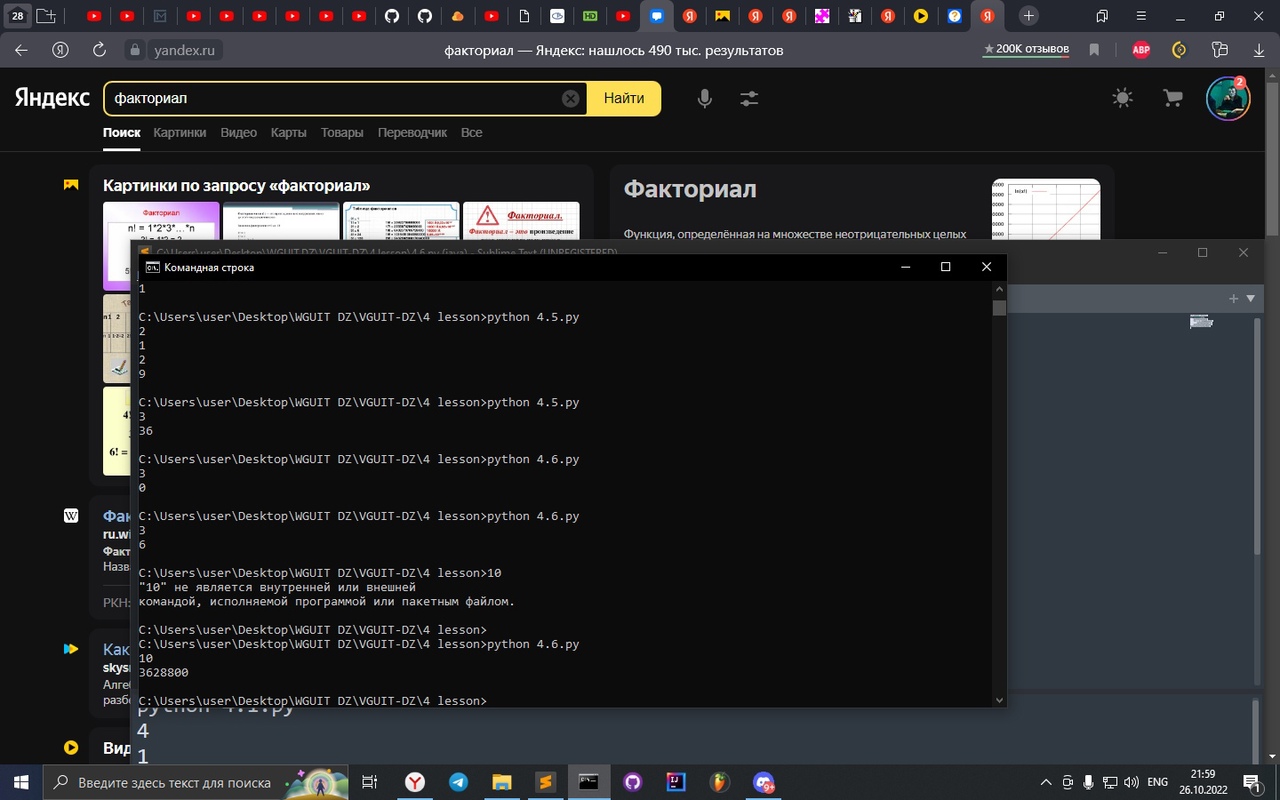 28
yandex.ru
факториал — Яндекс: нашлось 490 тыс. результатов
★ 200K отзывов
ABP
Яндекс
факториал
Найти
2
Поиск Картинки Видео Карты Товары Переводчик Все
Картинки по запросу «факториал»
Факториал
n! = 1*2*3*...*n
Факториал.
Факториал – это произведение
Факториал
Функция, определённая на множестве неотрицательных целых
C:\Users\user\Desktop\WGUIT DZ\VGUIT-DZ\4 lesson\4.6.py (java) - Sublime Text (UNREGISTERED)
Командная строка
1
C:\Users\user\Desktop\WGUIT DZ\VGUIT-DZ\4 lesson>python 4.5.py
2
1
2
9
C:\Users\user\Desktop\WGUIT DZ\VGUIT-DZ\4 lesson>python 4.5.py
3
36
C:\Users\user\Desktop\WGUIT DZ\VGUIT-DZ\4 lesson>python 4.6.py
3
0
C:\Users\user\Desktop\WGUIT DZ\VGUIT-DZ\4 lesson>python 4.6.py
3
6
C:\Users\user\Desktop\WGUIT DZ\VGUIT-DZ\4 lesson>10
"10" не является внутренней или внешней
командой, исполняемой программой или пакетным файлом.
C:\Users\user\Desktop\WGUIT DZ\VGUIT-DZ\4 lesson>
C:\Users\user\Desktop\WGUIT DZ\VGUIT-DZ\4 lesson>python 4.6.py
10
3628800
C:\Users\user\Desktop\WGUIT DZ\VGUIT-DZ\4 lesson>
6! =
Фак
ru.wi
Факт
Назва
РКН:
Как
skysm
Алге
разбо
Вид
python 4.1.py
4
1
Введите здесь текст для поиска
9+
ENG
21:59
26.10.2022
1